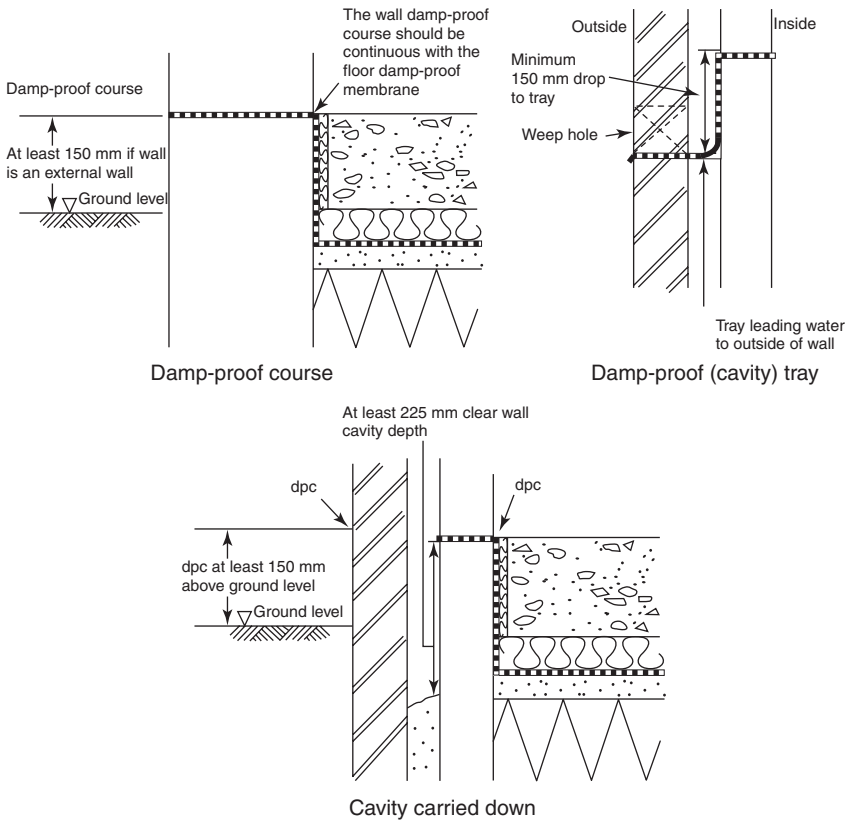 The wall damp-proof
course should be
continuous with the
floor damp-proof
membrane
Damp-proof course
At least 150 mm if wall
is an external wall
Ground level
Damp-proof course
Outside
Inside
Minimum
150 mm drop
to tray
Weep hole
Tray leading water
to outside of wall
Damp-proof (cavity) tray
At least 225 mm clear wall
cavity depth
dpc
dpc
dpc at least 150 mm
above ground level
Ground level
Cavity carried down